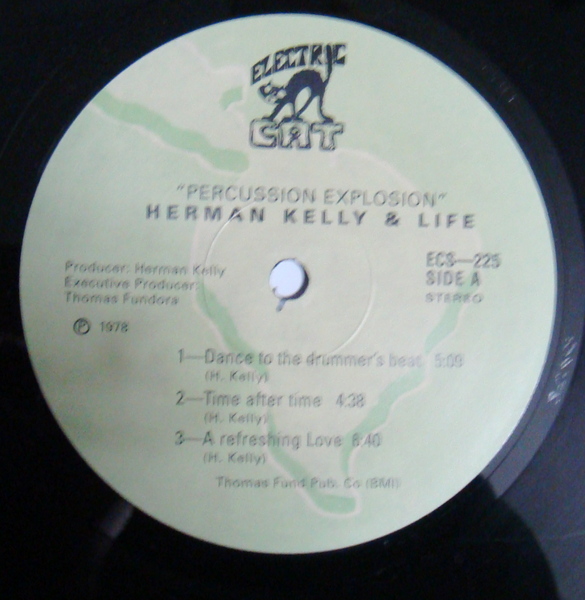 ELECTRIC
CAT
"PERCUSSION EXPLOSION"
HERMAN KELLY & LIFE
Producer: Herman Kelly
Executive Producer:
Thomas Fundora
Ⓟ 1978
ECS—225
SIDE A
STEREO
1—Dance to the drummer's beat 5:09
(H. Kelly)
2—Time after time 4:38
(H. Kelly)
3—A refreshing Love 6:40
(H. Kelly)
Thomas Fund Pub. Co (BMI)